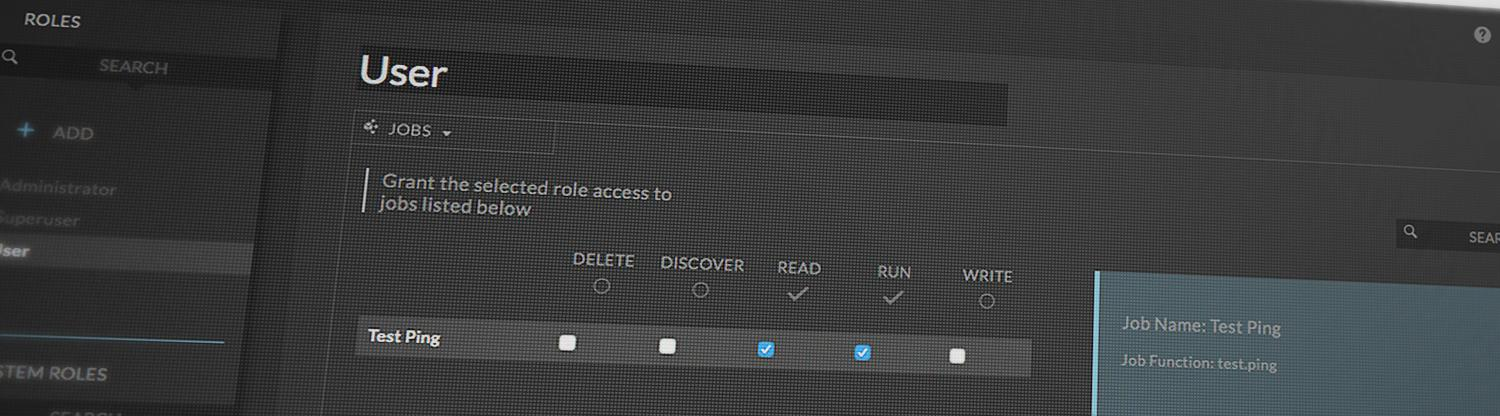 ROLES
SEARCH
ADD
Administrator
Superuser
User
STEM ROLES
SEARCH
User
JOBS
Grant the selected role access to
jobs listed below
DELETE DISCOVER READ RUN WRITE
Test Ping
SEAR
Job Name: Test Ping
Job Function: test.ping